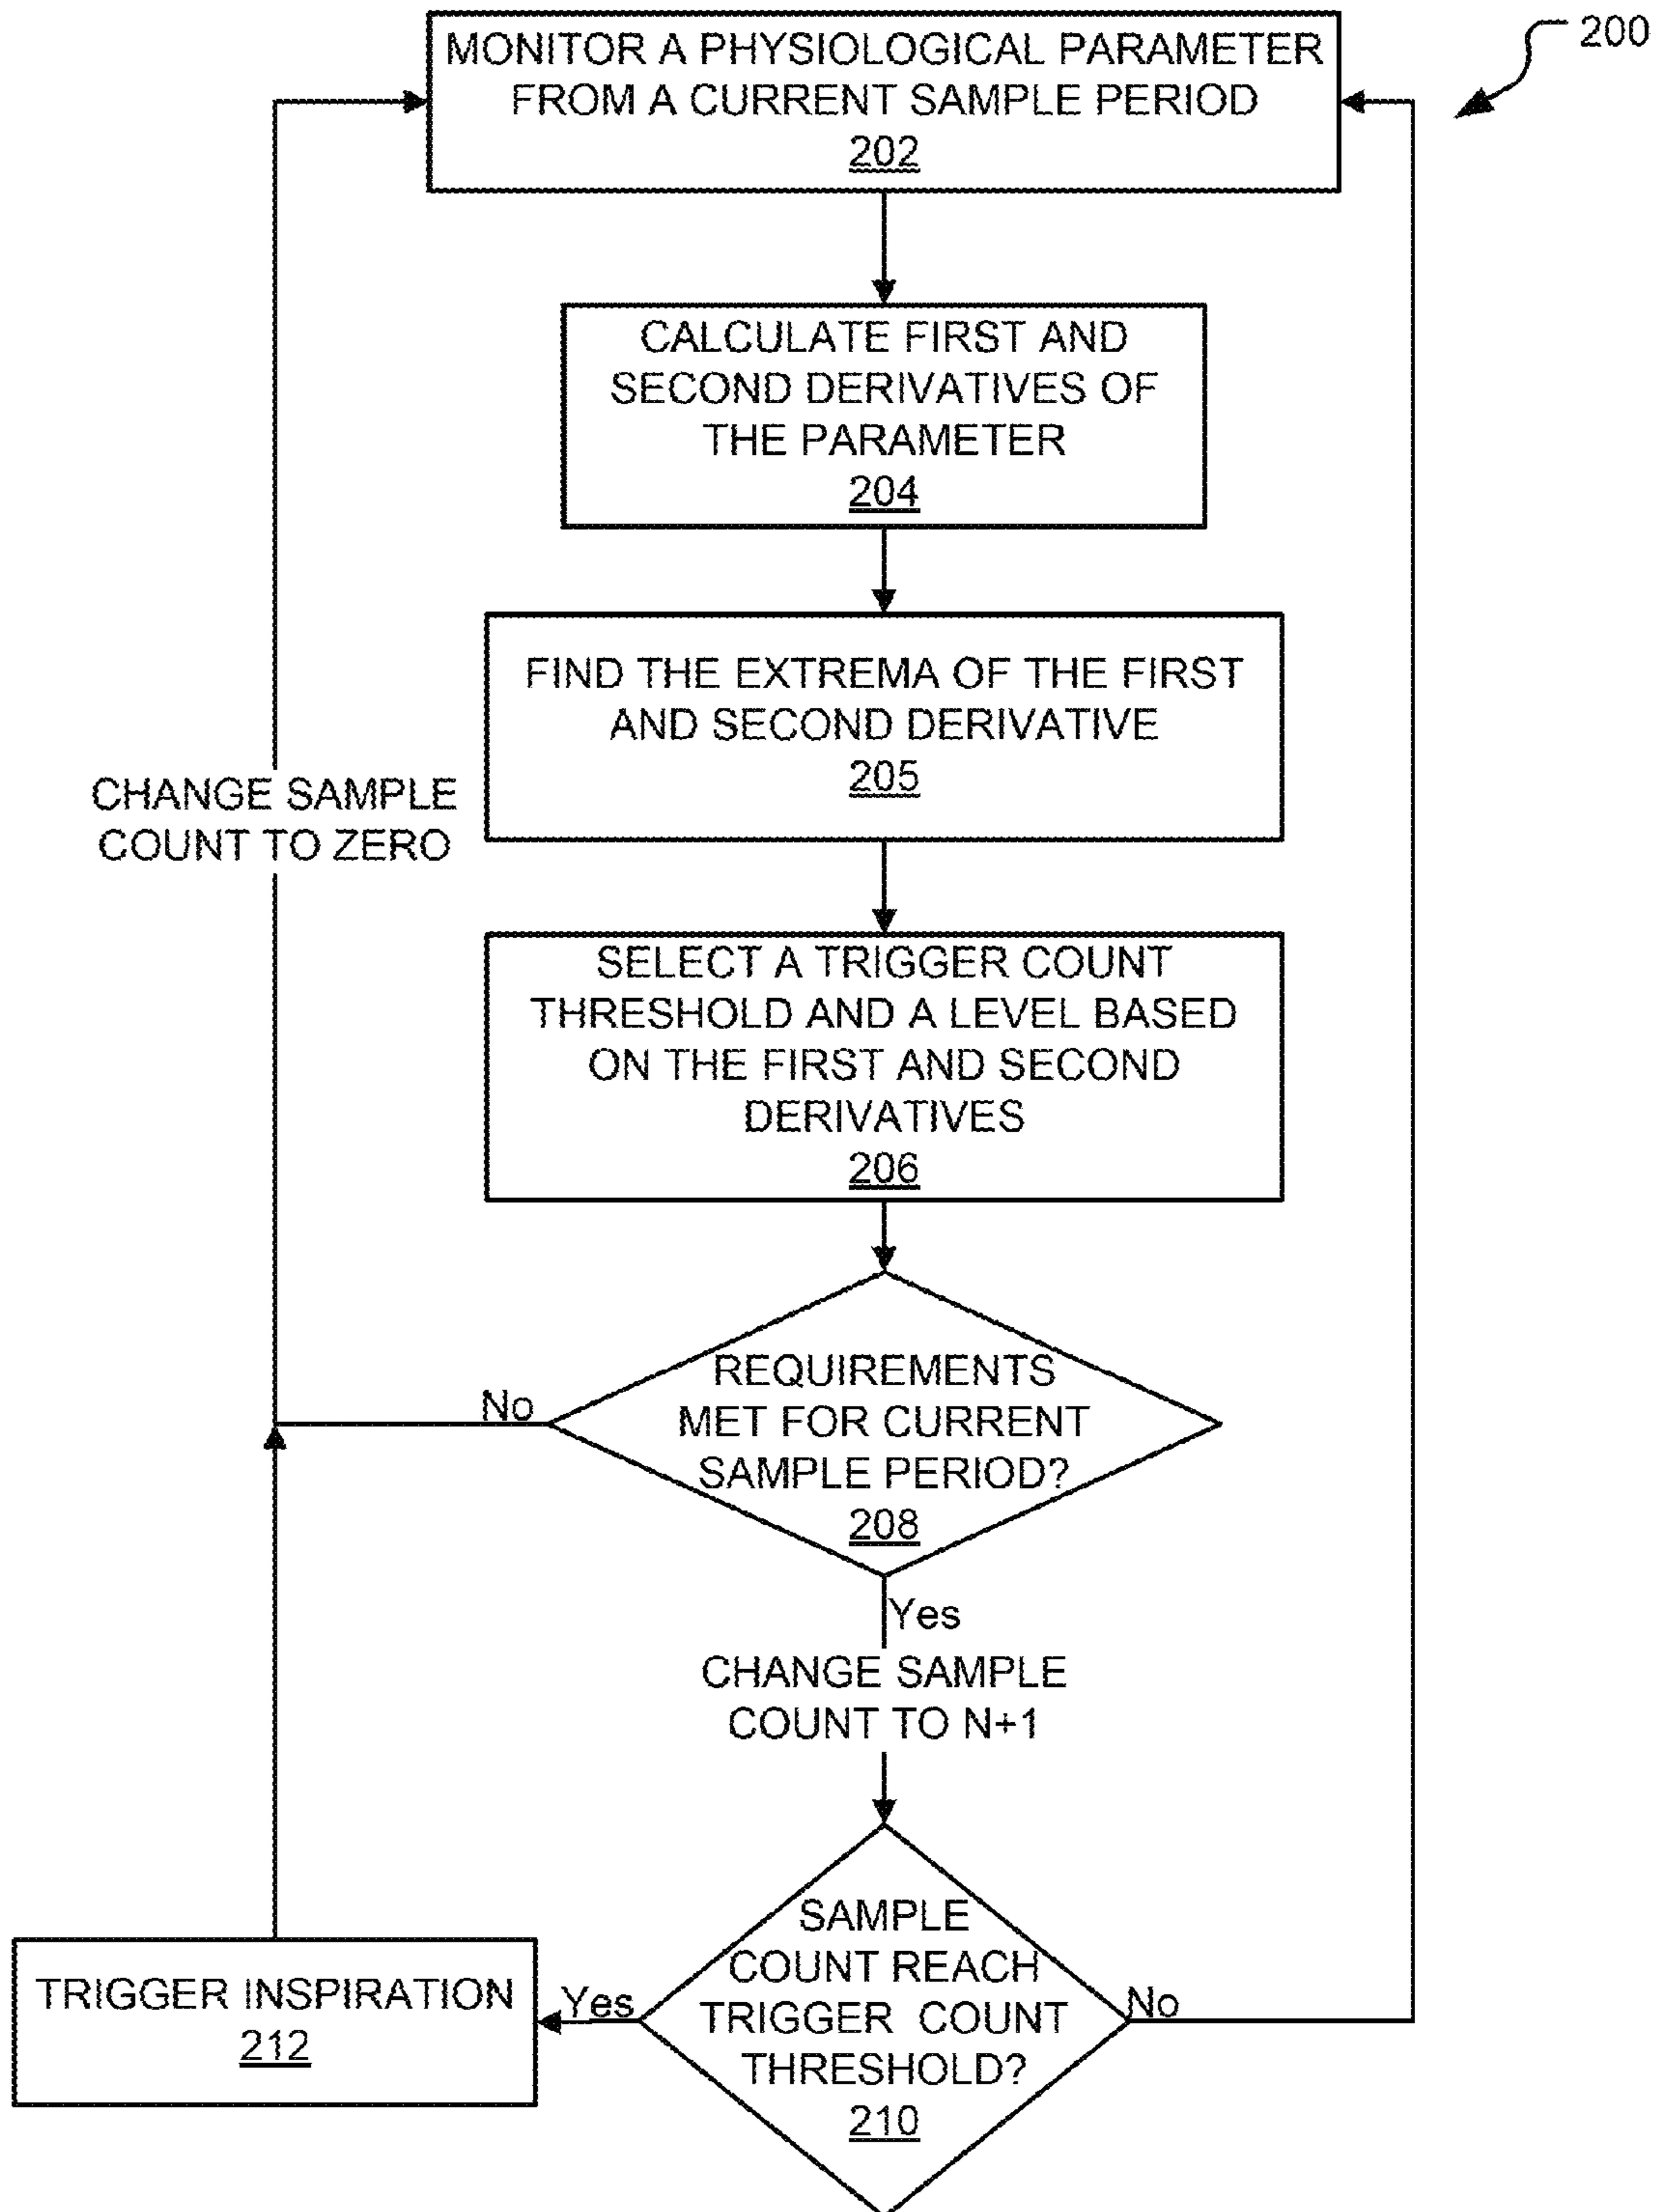 200
MONITOR A PHYSIOLOGICAL PARAMETER
FROM A CURRENT SAMPLE PERIOD
202
CALCULATE FIRST AND
SECOND DERIVATIVES OF
THE PARAMETER
204
FIND THE EXTREMA OF THE FIRST
AND SECOND DERIVATIVE
205
CHANGE SAMPLE
COUNT TO ZERO
SELECT A TRIGGER COUNT
THRESHOLD AND A LEVEL BASED
ON THE FIRST AND SECOND
DERIVATIVES
206
REQUIREMENTS
MET FOR CURRENT
SAMPLE PERIOD?
208
No
Yes
CHANGE SAMPLE
COUNT TO N+1
SAMPLE
COUNT REACH
TRIGGER COUNT
THRESHOLD?
210
Yes
No
TRIGGER INSPIRATION
212